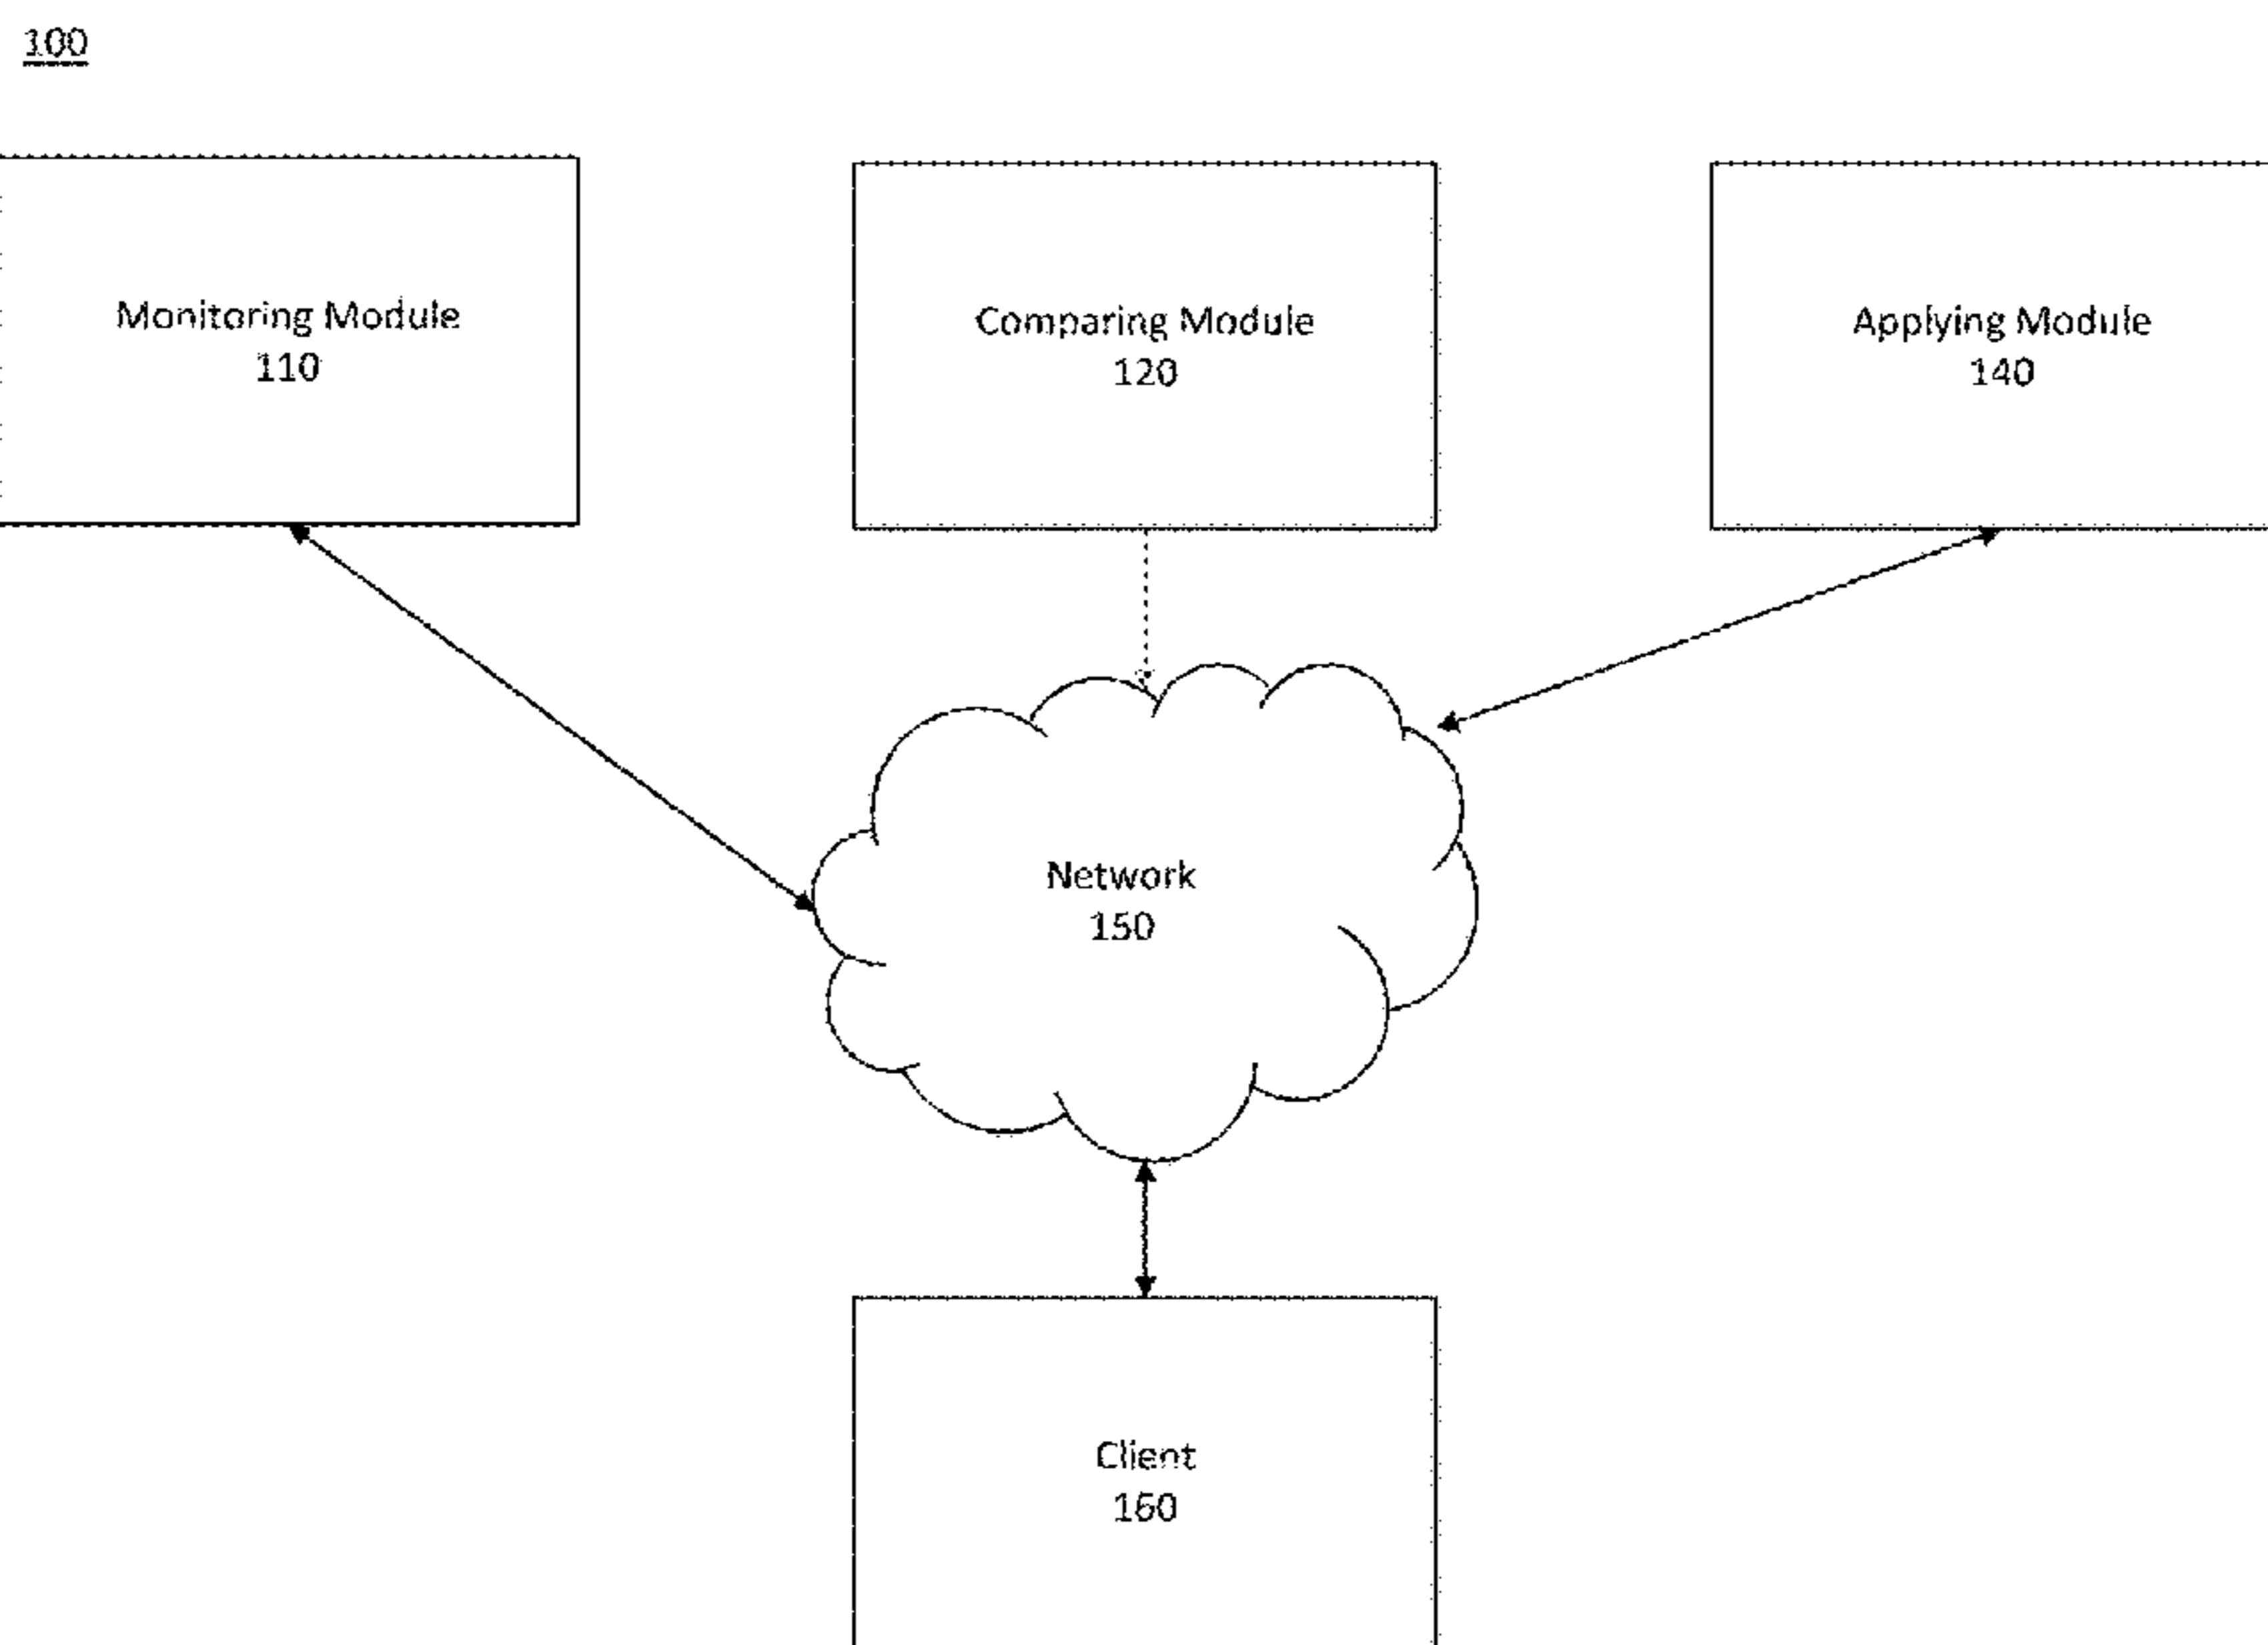 100
Monitoring Module
110
Comparing Module
120
Applying Module
140
Network
150
Client
160